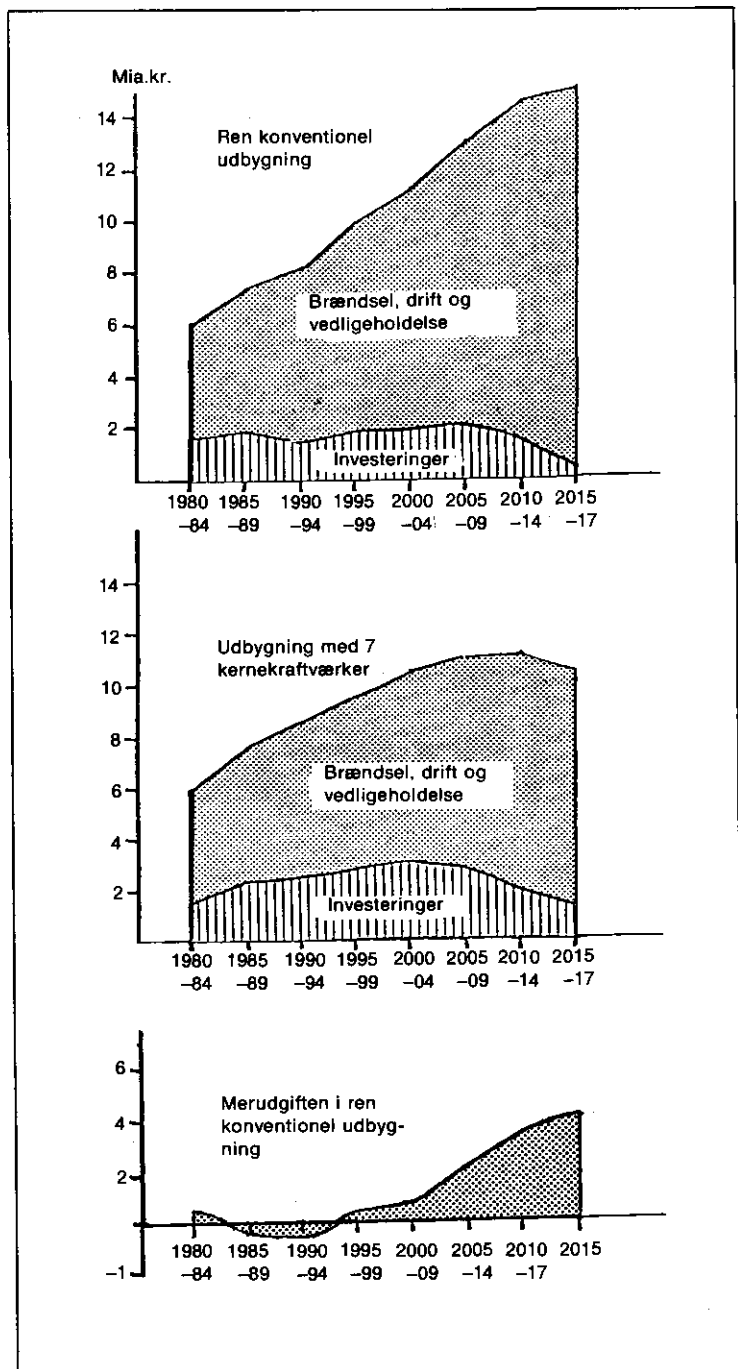 Mia.kr.
14
12
10
8
6
4
2
Ren konventionel
udbygning
Brændsel, drift og
vedligeholdelse
Investeringer
1980 1985 1990 1995 2000 2005 2010 2015
–84 –89 –94 –99 –04 –09 –14 –17
14
12
10
8
6
4
2
Udbygning med 7
kernekraftværker
Brændsel, drift og
vedligeholdelse
Investeringer
1980 1985 1990 1995 2000 2005 2010 2015
–84 –89 –94 –99 –04 –09 –14 –17
6
4
2
–1
Merudgiften i ren
konventionel udbyg-
ning
1980 1985 1990 1995 2000 2005 2010 2015
–84 –89 –94 –99 –09 –14 –17